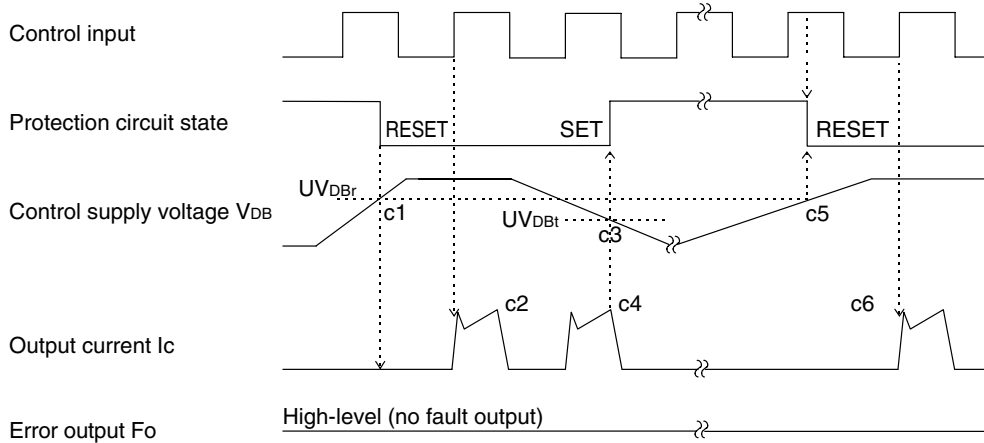 Control input
Protection circuit state
RESET
SET
RESET
UVDBr
Control supply voltage VDB
c1
UVDBt
c3
c5
c2
c4
c6
Output current Ic
High-level (no fault output)
Error output Fo